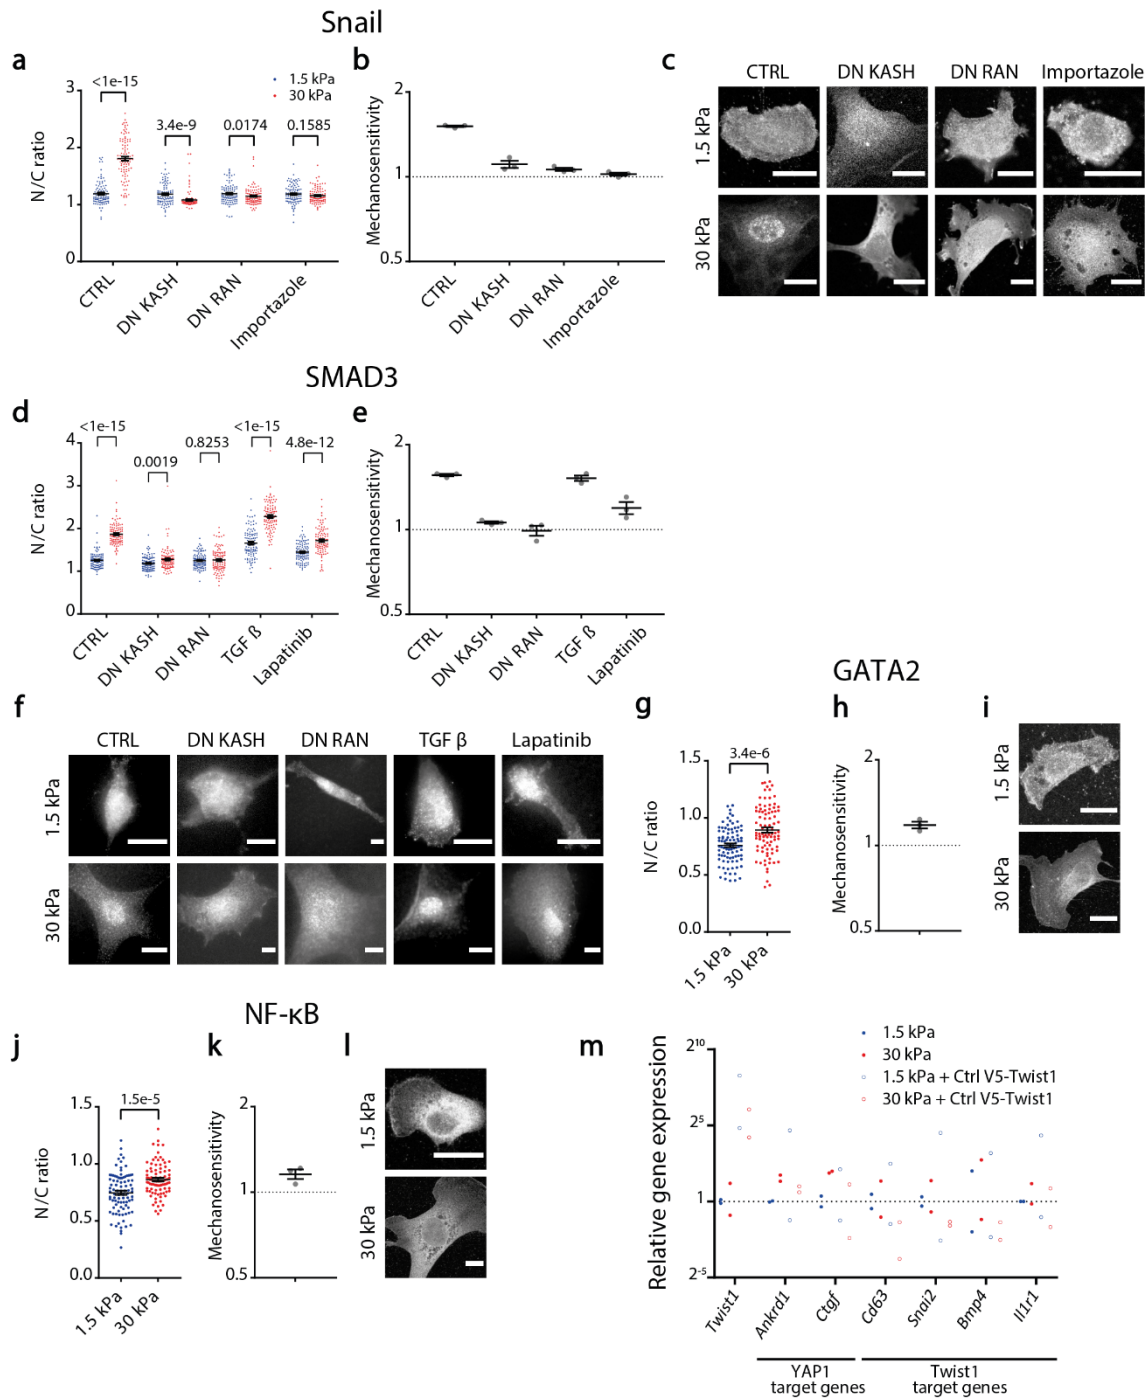 Snail
a
<1e-15
1.5 kPa
30 kPa
3.4e-9
0.0174
0.1585
3
2
1
0
N/C ratio
CTRL
DN KASH
DN RAN
Importazole
b
2
1
0.5
Mechanosensitivity
CTRL
DN KASH
DN RAN
Importazole
c
CTRL
DN KASH
DN RAN
Importazole
1.5 kPa
30 kPa
SMAD3
d
<1e-15
0.0019
0.8253
<1e-15
4.8e-12
4
3
2
1
0
N/C ratio
CTRL
DN KASH
DN RAN
TGF ß
Lapatinib
e
2
1
0.5
Mechanosensitivity
CTRL
DN KASH
DN RAN
TGF ß
Lapatinib
f
CTRL
DN KASH
DN RAN
TGF β
Lapatinib
1.5 kPa
30 kPa
GATA2
g
3.4e-6
1.5
1.0
0.5
0.0
N/C ratio
1.5 kPa
30 kPa
h
2
1
0.5
Mechanosensitivity
i
1.5 kPa
30 kPa
NF-κB
j
1.5e-5
1.5
1.0
0.5
0.0
N/C ratio
1.5 kPa
30 kPa
k
2
1
0.5
Mechanosensitivity
l
1.5 kPa
30 kPa
m
1.5 kPa
30 kPa
1.5 kPa + Ctrl V5-Twist1
30 kPa + Ctrl V5-Twist1
2¹⁰
2⁵
1
2⁻⁵
Relative gene expression
Twist1
Ankrd1
Ctgf
Cd63
Snai2
Bmp4
Il1r1
YAP1
target genes
Twist1
target genes